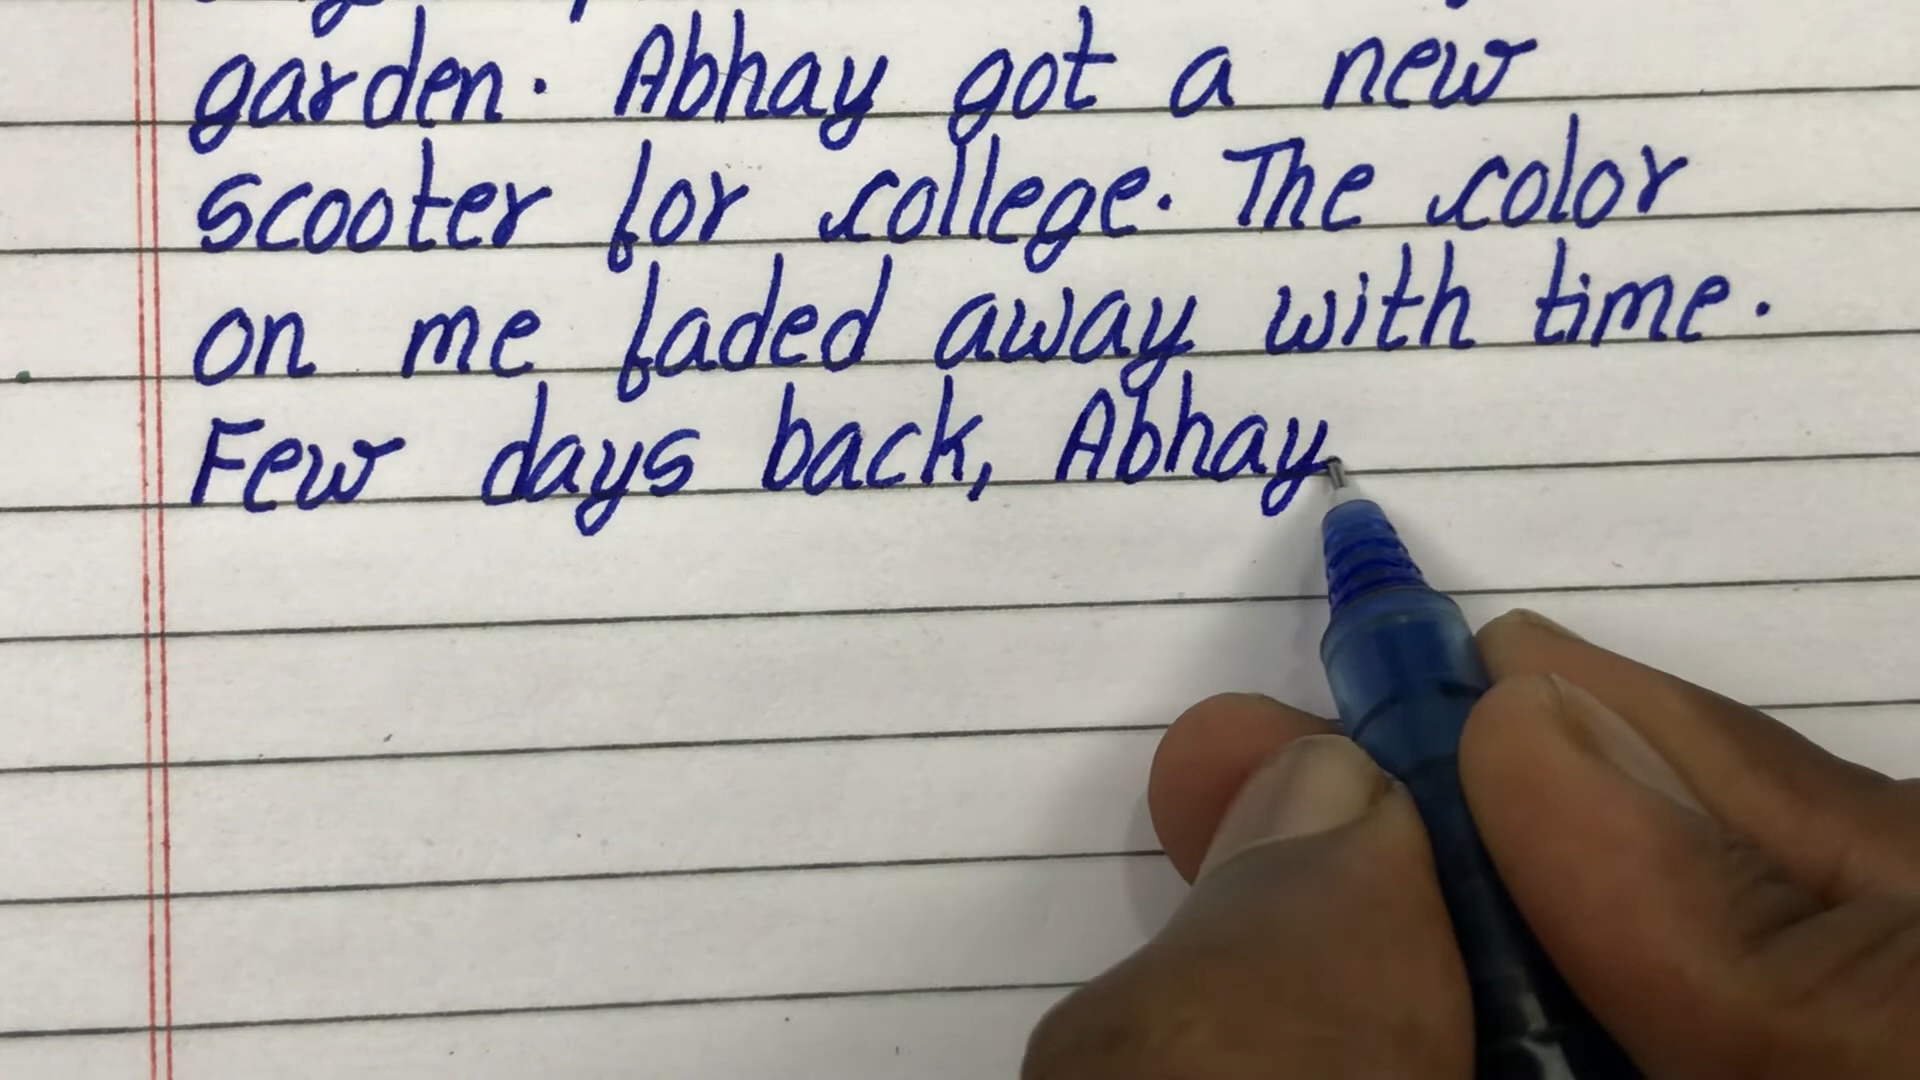 garden. Abhay got a new
scooter for college. The color
on me faded away with time.
Few days back, Abhay